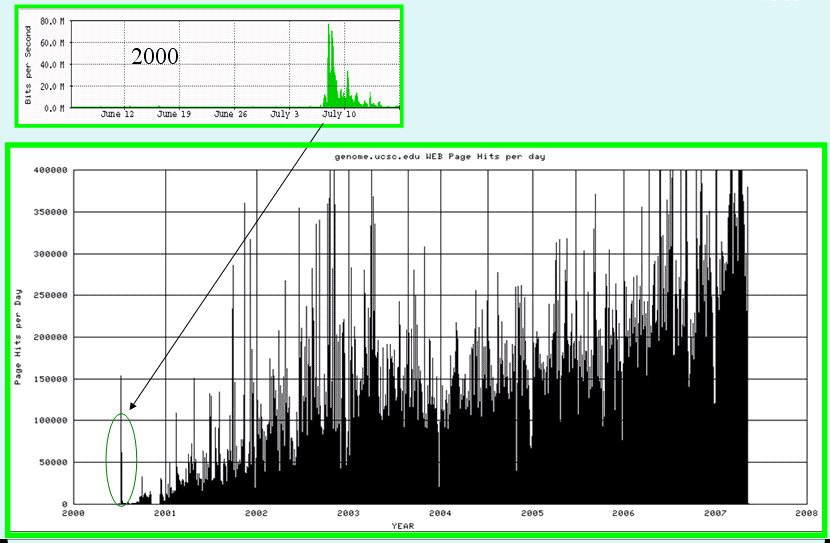 80.0 M
60.0 M
40.0 M
20.0 M
0.0 M
Bits per Second
2000
June 12 June 19 June 26 July 3 July 10
genome.ucsc.edu WEB Page Hits per day
400000
350000
300000
250000
200000
150000
100000
50000
0
Page Hits per Day
2000 2001 2002 2003 2004 2005 2006 2007 2008
YEAR